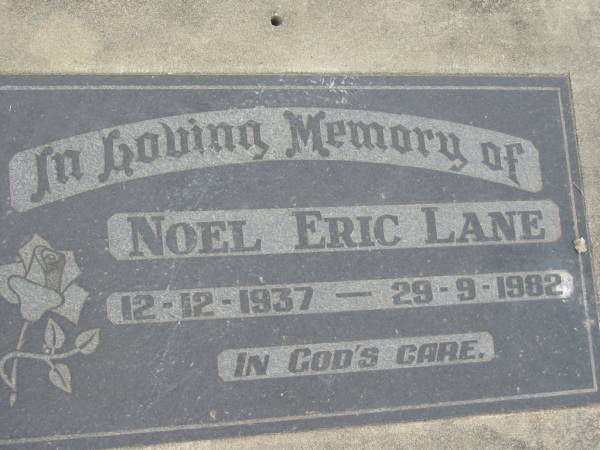 In Loving Memory of
NOEL ERIC LANE
12-12-1937 — 29-9-1982
IN GOD'S CARE.